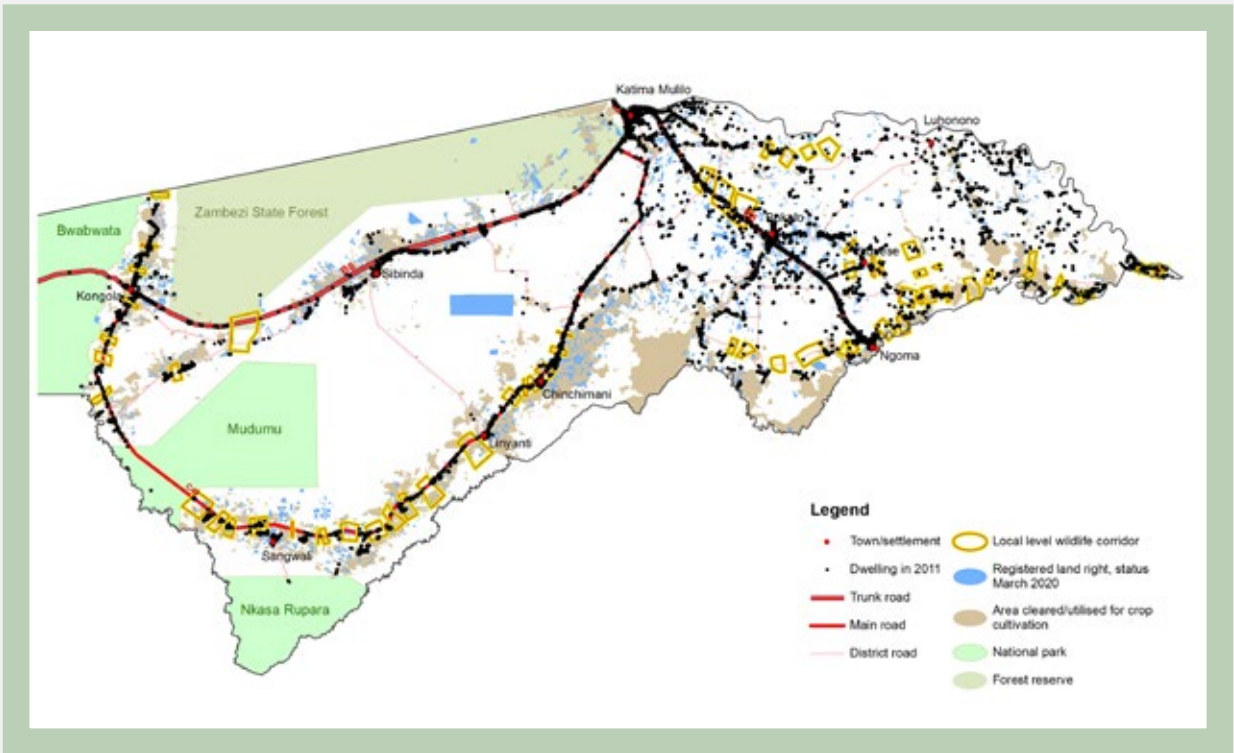 Katima Mulilo
Luhonono
Zambezi State Forest
Bwabwata
Kongola
Sibinda
Ngoma
Chinchimani
Mudumu
Linyanti
Sangwali
Nkasa Rupara
Legend
Town/settlement
Dwelling in 2011
Trunk road
Main road
District road
Local level wildlife corridor
Registered land right, status
March 2020
Area cleared/utilised for crop
cultivation
National park
Forest reserve